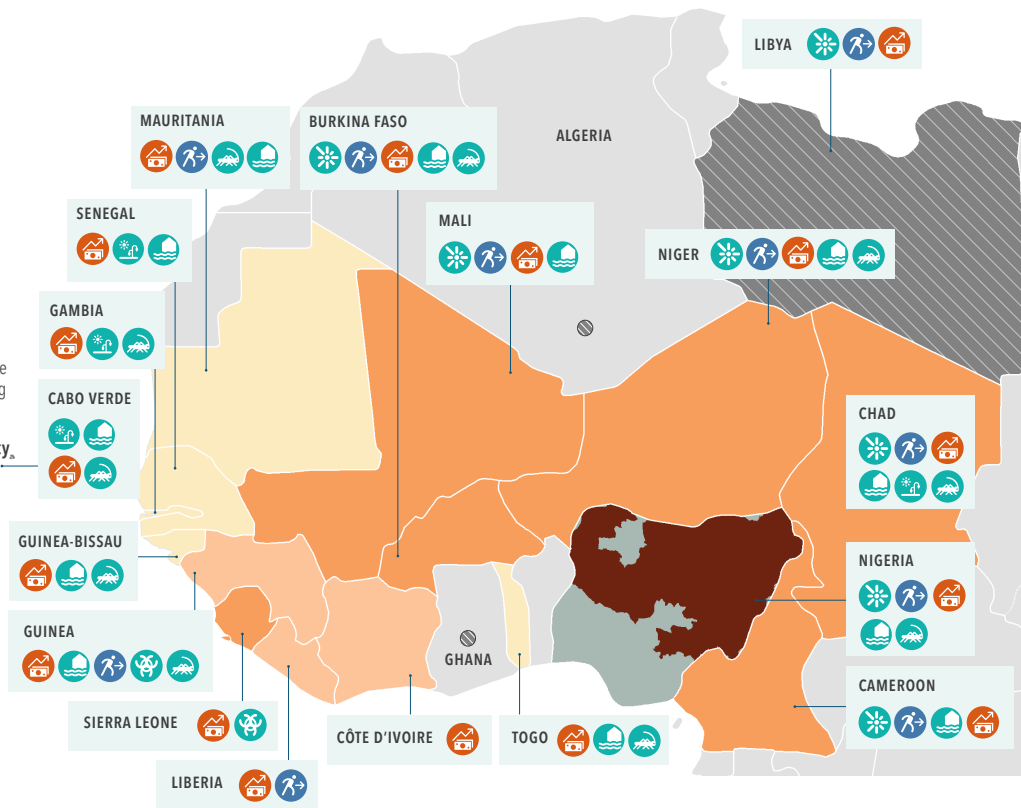 LIBYA
MAURITANIA
BURKINA FASO
ALGERIA
SENEGAL
MALI
NIGER
GAMBIA
CABO VERDE
CHAD
GUINEA-BISSAU
NIGERIA
GUINEA
GHANA
CAMEROON
SIERRA LEONE
CÔTE D'IVOIRE
TOGO
LIBERIA